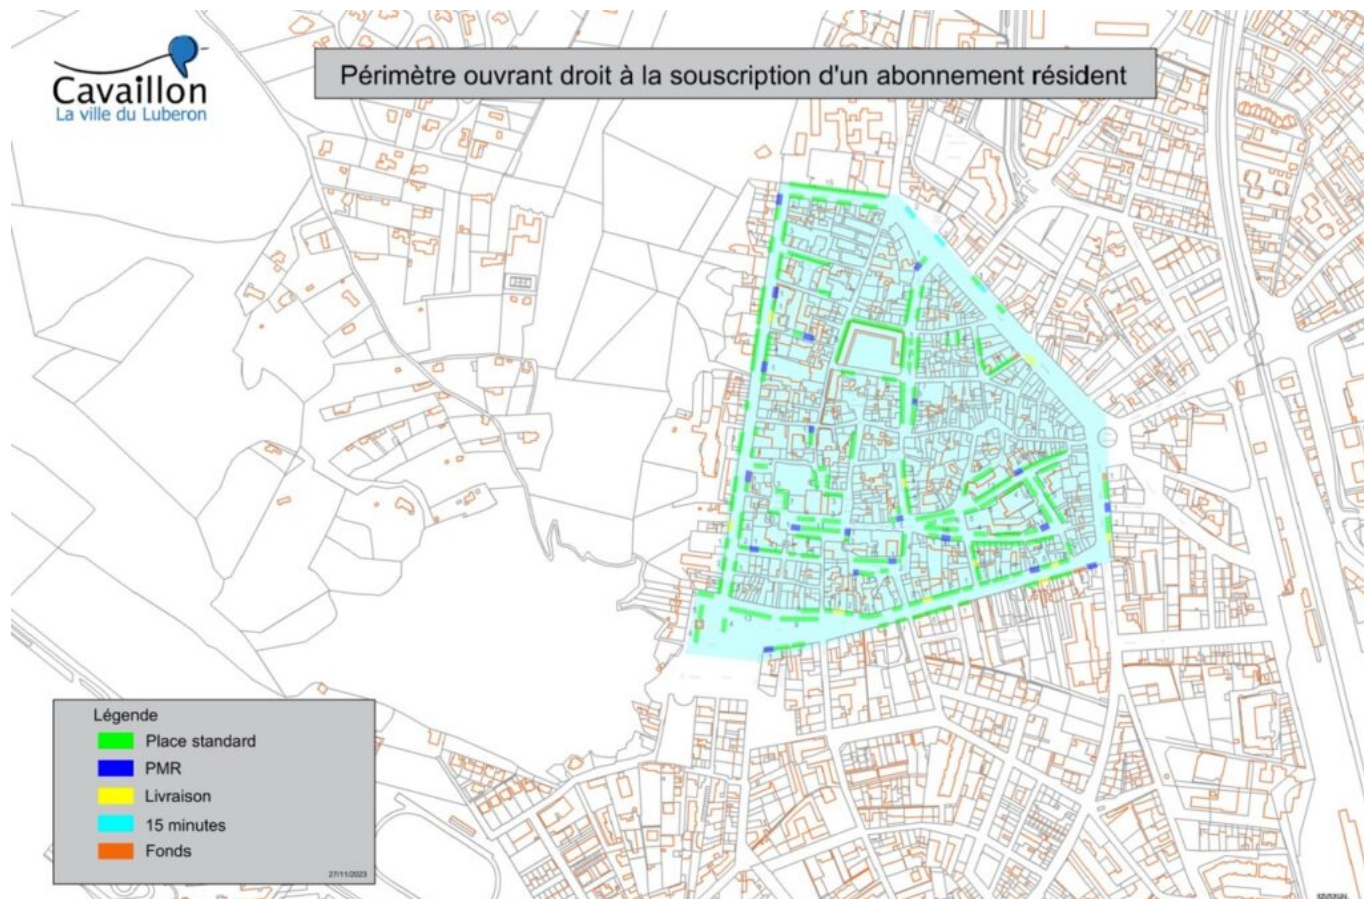 Cavaillon
La ville du Luberon
Périmètre ouvrant droit à la souscription d'un abonnement résident
Légende
Place standard
PMR
Livraison
15 minutes
Fonds
27/11/2023